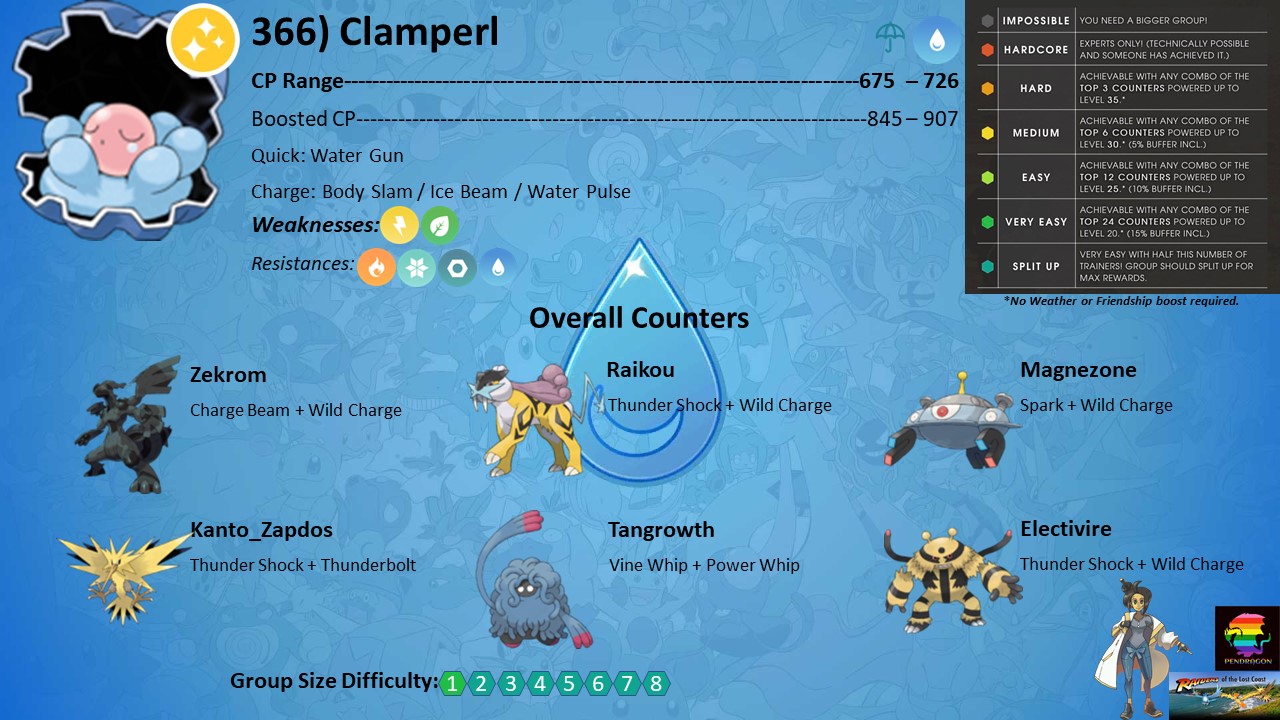 366) Clamperl
CP Range---675 – 726
Boosted CP---845 – 907
Quick: Water Gun
Charge: Body Slam / Ice Beam / Water Pulse
Weaknesses:
Resistances:
IMPOSSIBLE YOU NEED A BIGGER GROUP!
HARDCORE EXPERTS ONLY! (TECHNICALLY POSSIBLE
AND SOMEONE HAS ACHIEVED IT.)
HARD ACHIEVABLE WITH ANY COMBO OF THE
TOP 3 COUNTERS POWERED UP TO
LEVEL 35.*
MEDIUM ACHIEVABLE WITH ANY COMBO OF THE
TOP 6 COUNTERS POWERED UP TO
LEVEL 30.* (5% BUFFER INCL.)
EASY ACHIEVABLE WITH ANY COMBO OF THE
TOP 12 COUNTERS POWERED UP TO
LEVEL 25.* (10% BUFFER INCL.)
VERY EASY ACHIEVABLE WITH ANY COMBO OF THE
TOP 24 COUNTERS POWERED UP TO
LEVEL 20.* (15% BUFFER INCL.)
SPLIT UP VERY EASY WITH HALF THIS NUMBER OF
TRAINERS! GROUP SHOULD SPLIT UP FOR
MAX REWARDS.
*No Weather or Friendship boost required.
Overall Counters
Zekrom
Charge Beam + Wild Charge
Raikou
Thunder Shock + Wild Charge
Magnezone
Spark + Wild Charge
Kanto_Zapdos
Thunder Shock + Thunderbolt
Tangrowth
Vine Whip + Power Whip
Electivire
Thunder Shock + Wild Charge
Group Size Difficulty: 1 2 3 4 5 6 7 8
PENDRAGON
RAIDERS of the Lost Coast